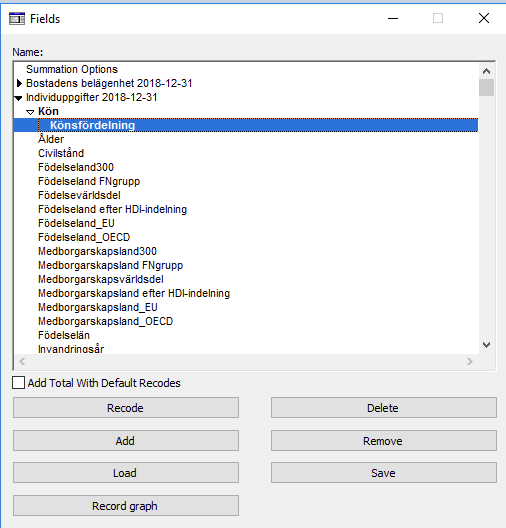 Fields
Name:
Summation Options
Bostadens belägenhet 2018-12-31
Individuppgifter 2018-12-31
Kön
Könsfördelning
Ålder
Civilstånd
Födelseland300
Födelseland FNgrupp
Födelsevärldsdel
Födelseland efter HDI-indelning
Födelseland_EU
Födelseland_OECD
Medborgarskapsland300
Medborgarskapsland FNgrupp
Medborgarskapsvärldsdel
Medborgarskapsland efter HDI-indelning
Medborgarskapsland_EU
Medborgarskapsland_OECD
Födelselän
Invandringsår
Add Total With Default Recodes
Recode
Delete
Add
Remove
Load
Save
Record graph